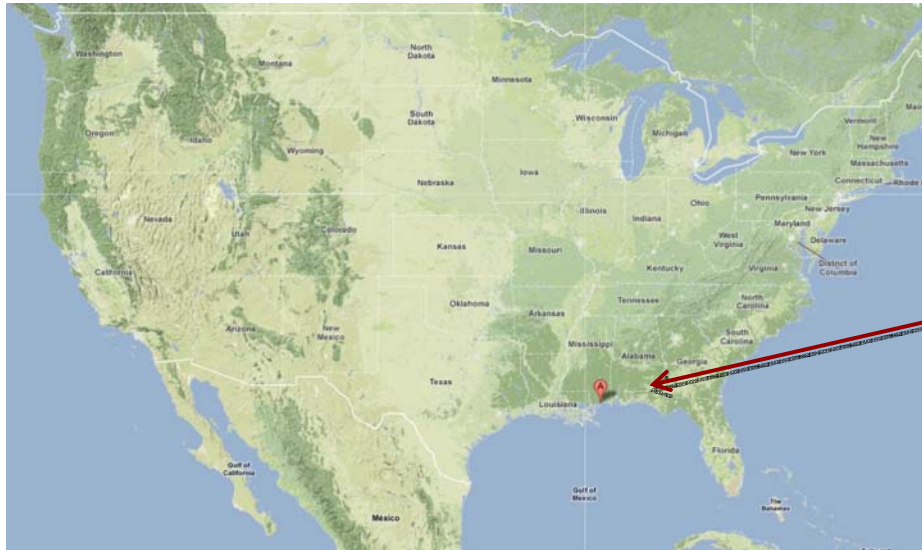 Washington
Montana
North
Dakota
Minnesota
Oregon
Idaho
Wyoming
South
Dakota
Wisconsin
Michigan
Vermont
Mai
New
Hampshire
New York
Massachusetts
Connecticut
Rhode I
Nebraska
Iowa
Illinois
Indiana
Ohio
Pennsylvania
New Jersey
Maryland
Delaware
District of
Columbia
Nevada
Utah
Colorado
Kansas
Missouri
West
Virginia
Virginia
Kentucky
California
Arizona
New
Mexico
Oklahoma
Arkansas
Tennessee
North
Carolina
South
Carolina
Mississippi
Alabama
Georgia
Texas
A
Louisiana
Florida
Gulf of
California
Gulf of
Mexico
México
The
Bahamas